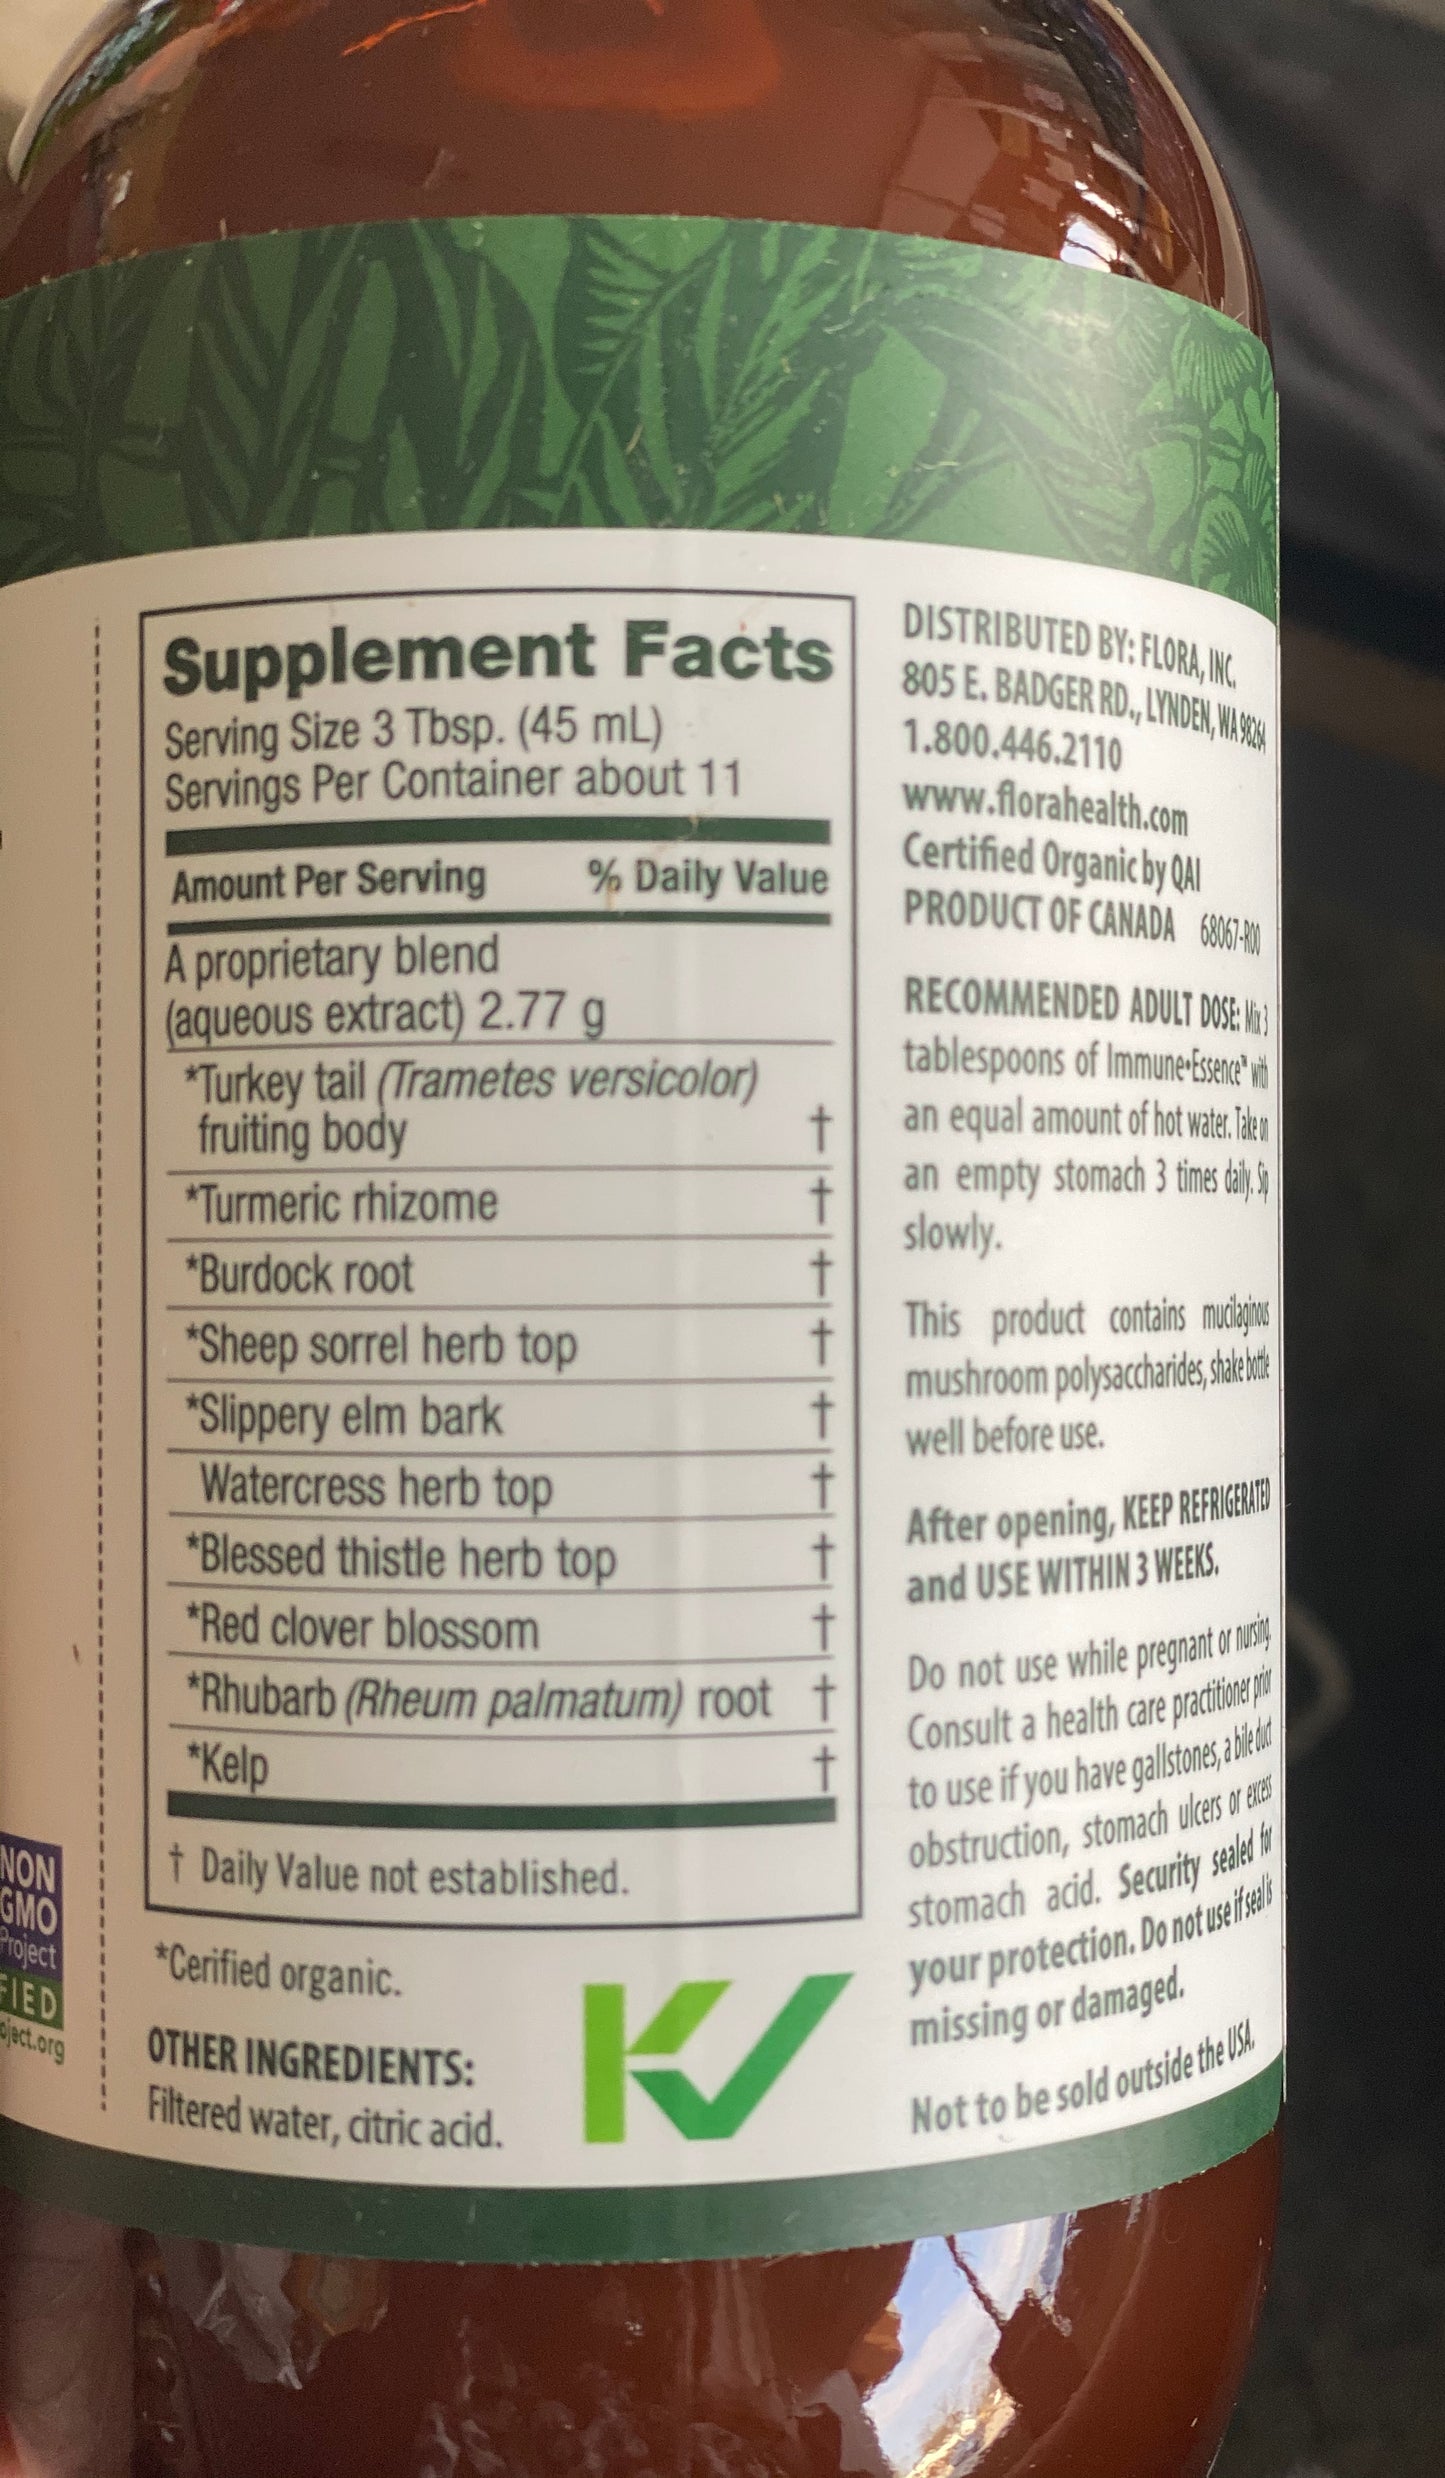 Supplement Facts
Serving Size 3 Tbsp. (45 mL)
Servings Per Container about 11
Amount Per Serving % Daily Value
A proprietary blend
(aqueous extract) 2.77 g
*Turkey tail (Trametes versicolor)
fruiting body †
*Turmeric rhizome †
*Burdock root †
*Sheep sorrel herb top †
*Slippery elm bark †
Watercress herb top †
*Blessed thistle herb top †
*Red clover blossom †
*Rhubarb (Rheum palmatum) root †
*Kelp †
† Daily Value not established.
*Cerified organic.
OTHER INGREDIENTS:
Filtered water, citric acid.
K
DISTRIBUTED BY: FLORA, INC.
805 E. BADGER RD., LYNDEN, WA 98264
1.800.446.2110
www.florahealth.com
Certified Organic by QAI
PRODUCT OF CANADA 68067-R00
RECOMMENDED ADULT DOSE: Mix 3
tablespoons of Immune•Essence™ with
an equal amount of hot water. Take on
an empty stomach 3 times daily. Sip
slowly.
This product contains mucilaginous
mushroom polysaccharides, shake bottle
well before use.
After opening, KEEP REFRIGERATED
and USE WITHIN 3 WEEKS.
Do not use while pregnant or nursing.
Consult a health care practitioner prior
to use if you have gallstones, a bile duct
obstruction, stomach ulcers or excess
stomach acid. Security sealed for
your protection. Do not use if seal is
missing or damaged.
Not to be sold outside the USA.
NON
GMO
Project
FIED
oject.org